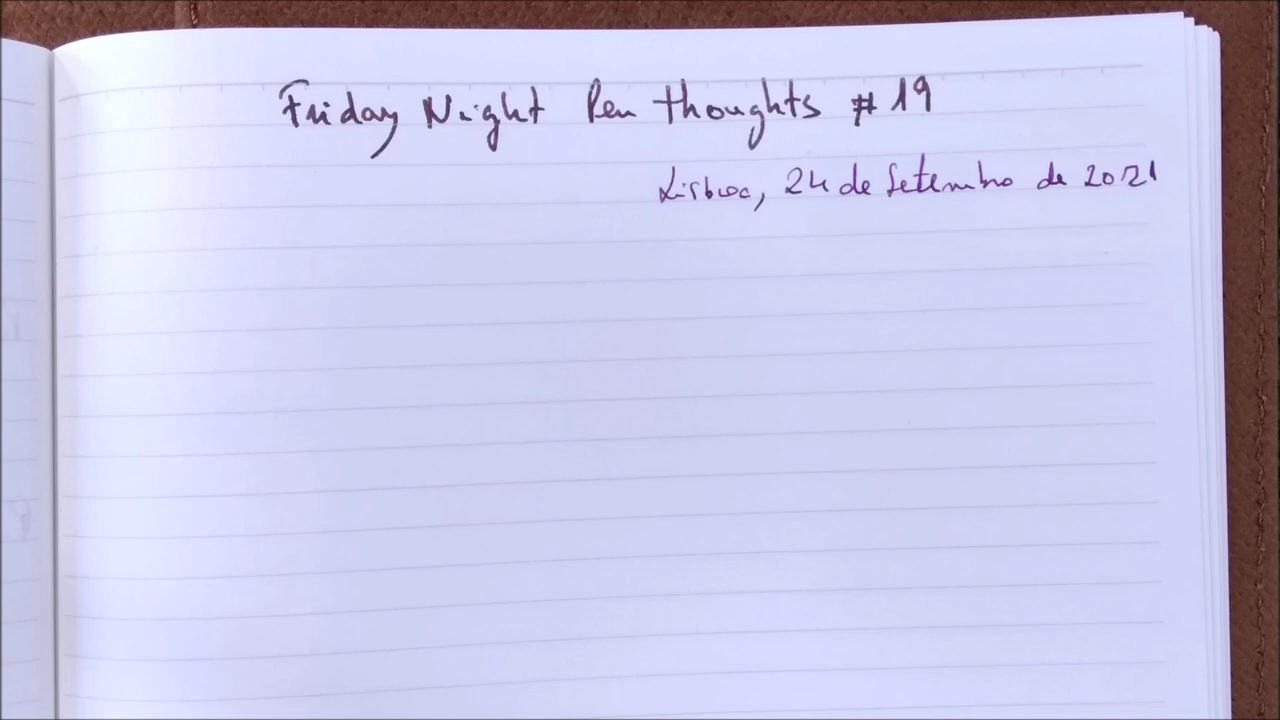 Friday Night Pen thoughts # 19
Lisboa, 24 de Setembro de 2021